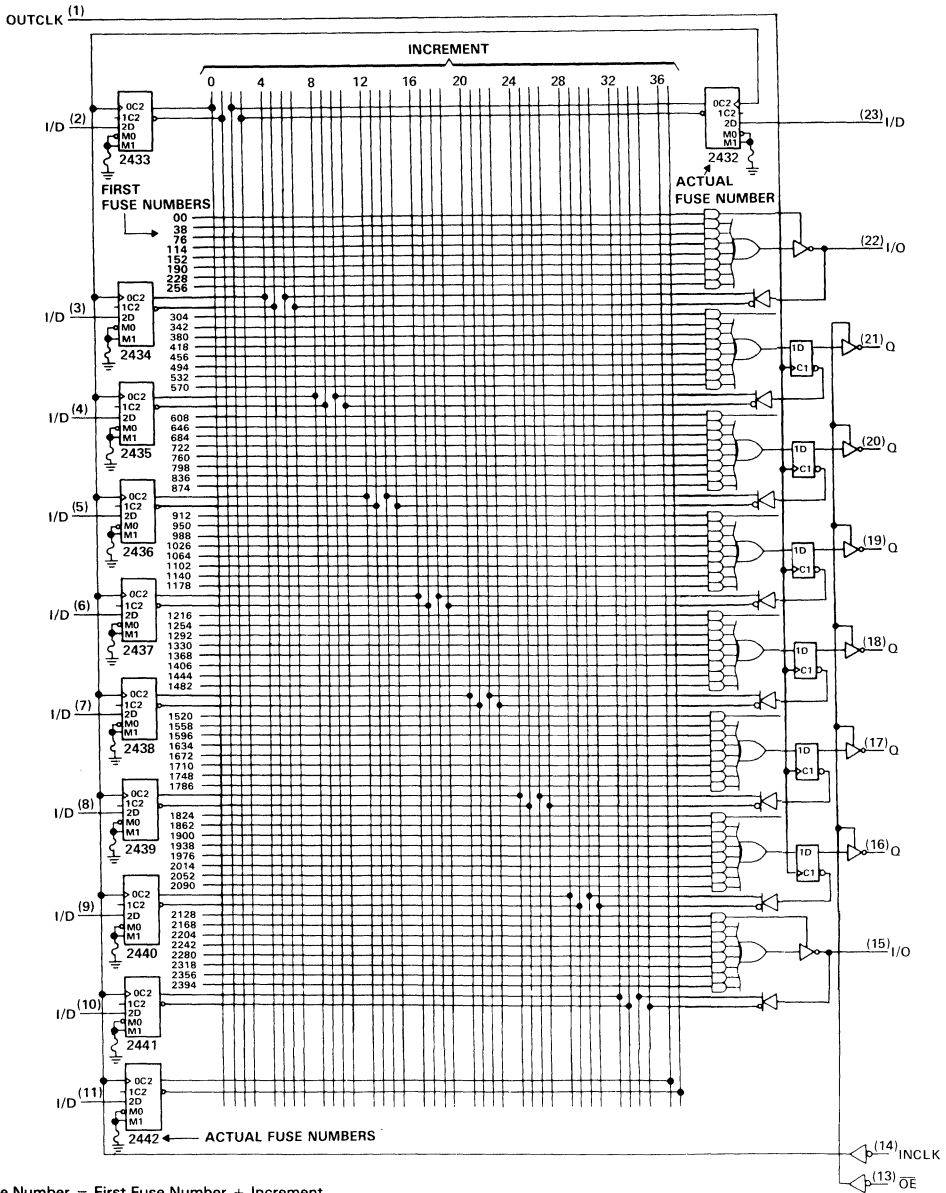 OUTCLK (1)
INCREMENT
0 4 8 12 16 20 24 28 32 36
I/D (2)
0C2
1C2
2D
M0
M1
2433
0C2
1C2
2D
M0
M1
2432
(23) I/D
FIRST
FUSE NUMBERS
ACTUAL
FUSE NUMBER
00
38
76
114
152
190
228
256
(22) I/O
I/D (3)
0C2
1C2
2D
M0
M1
2434
304
342
380
418
456
494
532
570
1D
C1
(21) Q
I/D (4)
0C2
1C2
2D
M0
M1
2435
608
646
684
722
760
798
836
874
1D
C1
(20) Q
I/D (5)
0C2
1C2
2D
M0
M1
2436
912
950
988
1026
1064
1102
1140
1178
1D
C1
(19) Q
I/D (6)
0C2
1C2
2D
M0
M1
2437
1216
1254
1292
1330
1368
1406
1444
1482
1D
C1
(18) Q
I/D (7)
0C2
1C2
2D
M0
M1
2438
1520
1558
1596
1634
1672
1710
1748
1786
1D
C1
(17) Q
I/D (8)
0C2
1C2
2D
M0
M1
2439
1824
1862
1900
1938
1976
2014
2052
2090
1D
C1
(16) Q
I/D (9)
0C2
1C2
2D
M0
M1
2440
2128
2168
2204
2242
2280
2318
2356
2394
(15) I/O
I/D (10)
0C2
1C2
2D
M0
M1
2441
I/D (11)
0C2
1C2
2D
M0
M1
2442
ACTUAL FUSE NUMBERS
(14) INCLK
(13) O̅E̅
Number = First Fuse Number + Increment